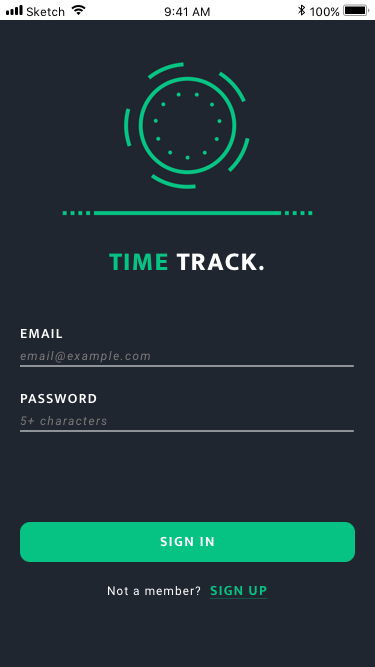 Sketch 9:41 AM 100%
TIME TRACK.
EMAIL
email@example.com
PASSWORD
5+ characters
SIGN IN
Not a member? SIGN UP